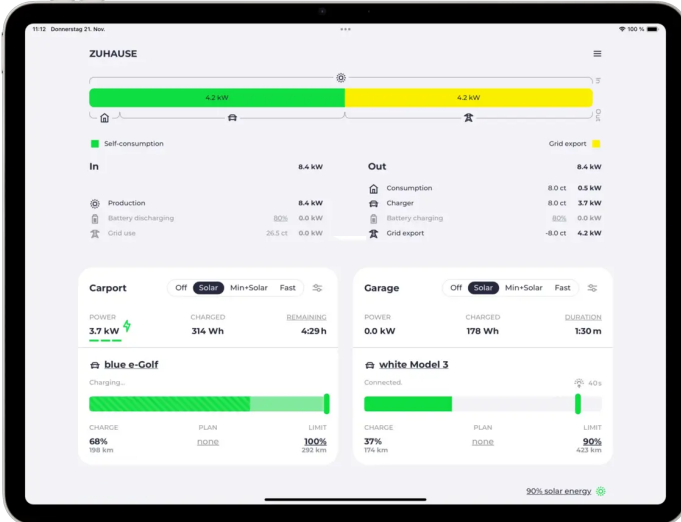 11:12 Donnerstag 21. Nov.
100 %
ZUHAUSE
In
4.2 kW 4.2 kW
Out
Self-consumption Grid export
In 8.4 kW Out 8.4 kW
Consumption 8.0 ct 0.5 kW
Production 8.4 kW Charger 8.0 ct 3.7 kW
Battery discharging 80% 0.0 kW Battery charging 80% 0.0 kW
Grid use 26.5 ct 0.0 kW Grid export -8.0 ct 4.2 kW
Carport Off Solar Min+Solar Fast
POWER CHARGED REMAINING
3.7 kW 314 Wh 4:29 h
blue e-Golf
Charging...
CHARGE PLAN LIMIT
68% none 100%
198 km 292 km
Garage Off Solar Min+Solar Fast
POWER CHARGED DURATION
0.0 kW 178 Wh 1:30 m
white Model 3
Connected. 40s
CHARGE PLAN LIMIT
37% none 90%
174 km 423 km
90% solar energy